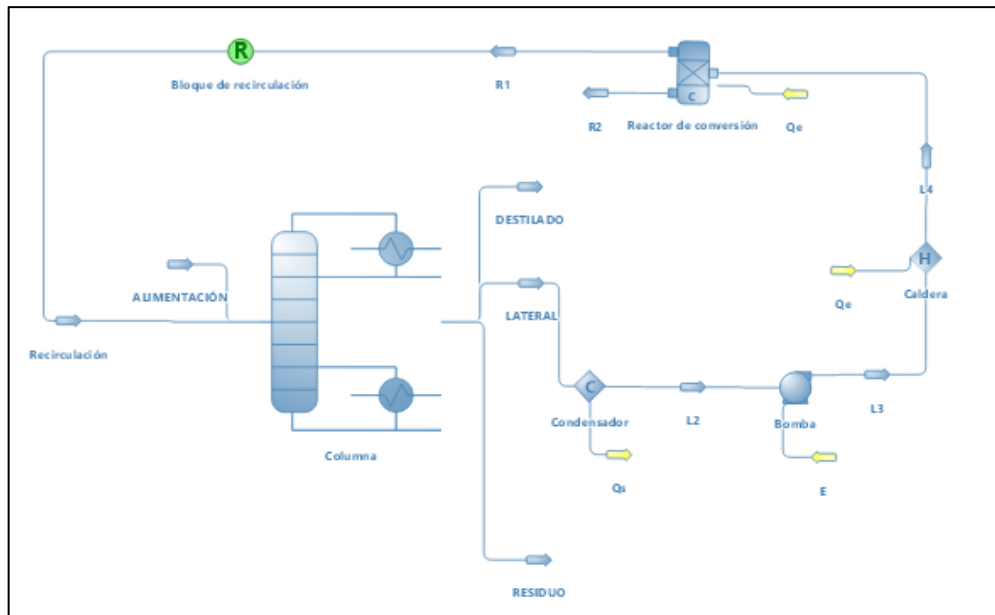 R
Bloque de recirculación
R1
C
R2
Reactor de conversión
Qe
L4
DESTILADO
H
ALIMENTACIÓN
Qe
Caldera
LATERAL
Recirculación
C
Condensador
L2
Bomba
L3
Columna
Qs
E
RESIDUO